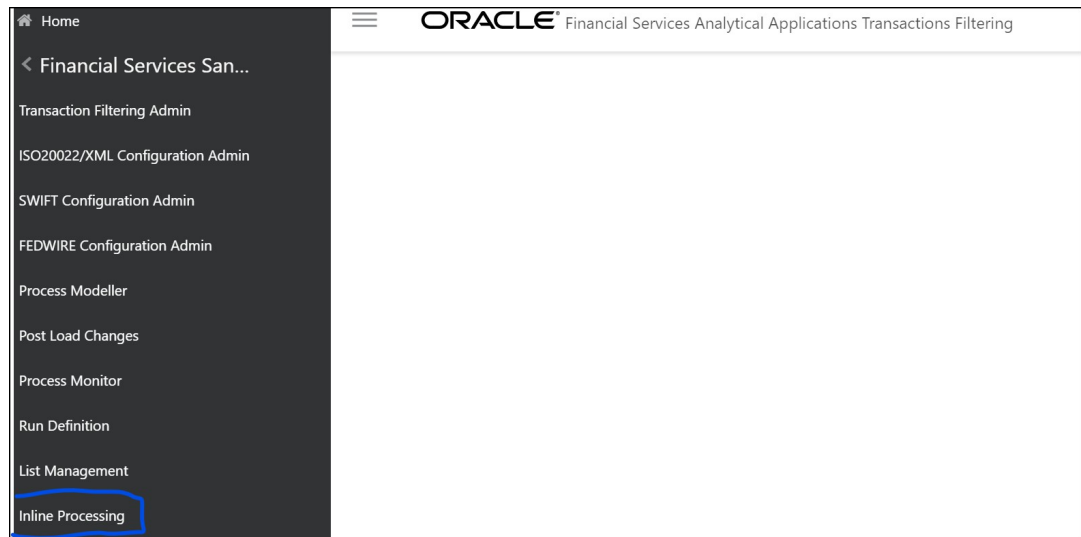 Home
ORACLE® Financial Services Analytical Applications Transactions Filtering
Financial Services San...
Transaction Filtering Admin
ISO20022/XML Configuration Admin
SWIFT Configuration Admin
FEDWIRE Configuration Admin
Process Modeller
Post Load Changes
Process Monitor
Run Definition
List Management
Inline Processing